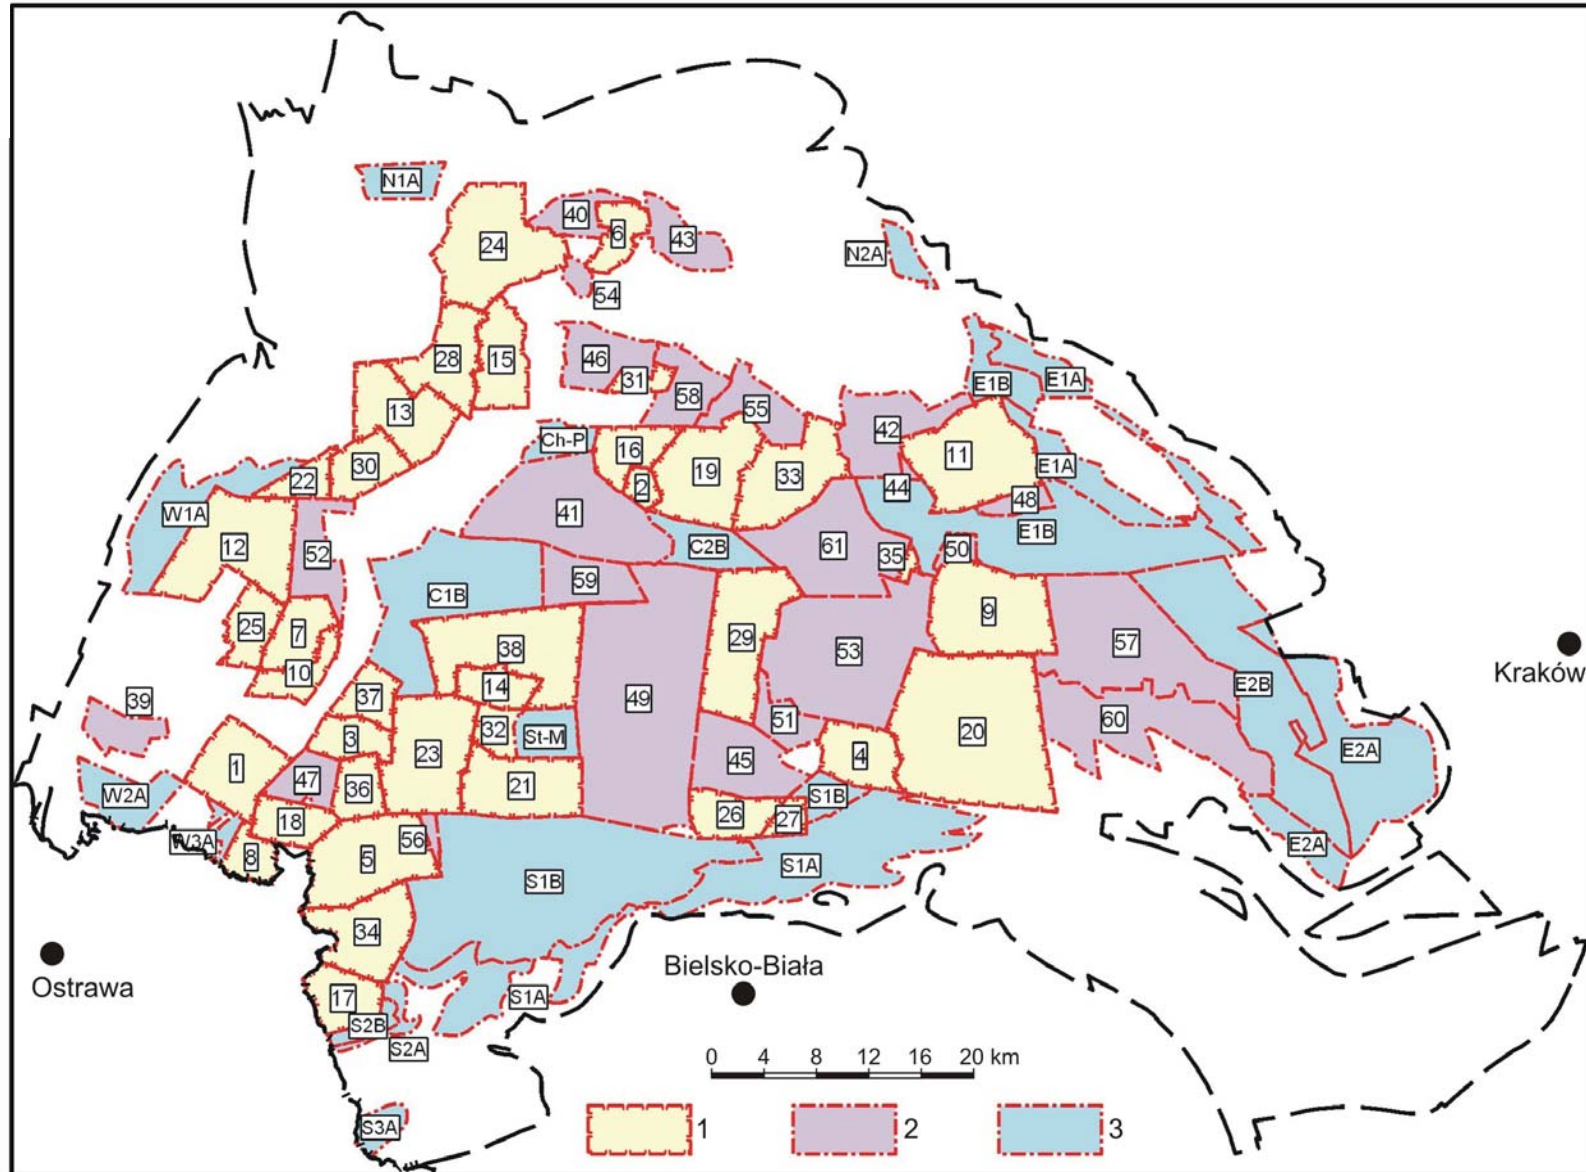 N1A
40
6
43
24
N2A
54
28
15
46
31
58
55
E1B
E1A
13
Ch-P
16
42
11
30
22
2
19
33
44
E1A
48
W1A
41
12
52
C2B
61
35
50
E1B
59
C1B
25
7
9
38
29
53
57
Kraków
10
14
37
49
E2B
39
32
St-M
51
60
3
23
20
E2A
1
47
36
21
45
4
W2A
S1B
18
26
27
W3A
8
5
56
E2A
S1B
S1A
34
Ostrawa
Bielsko-Biała
17
S1A
S2B
S2A
0 4 8 12 16 20 km
S3A
1 2 3